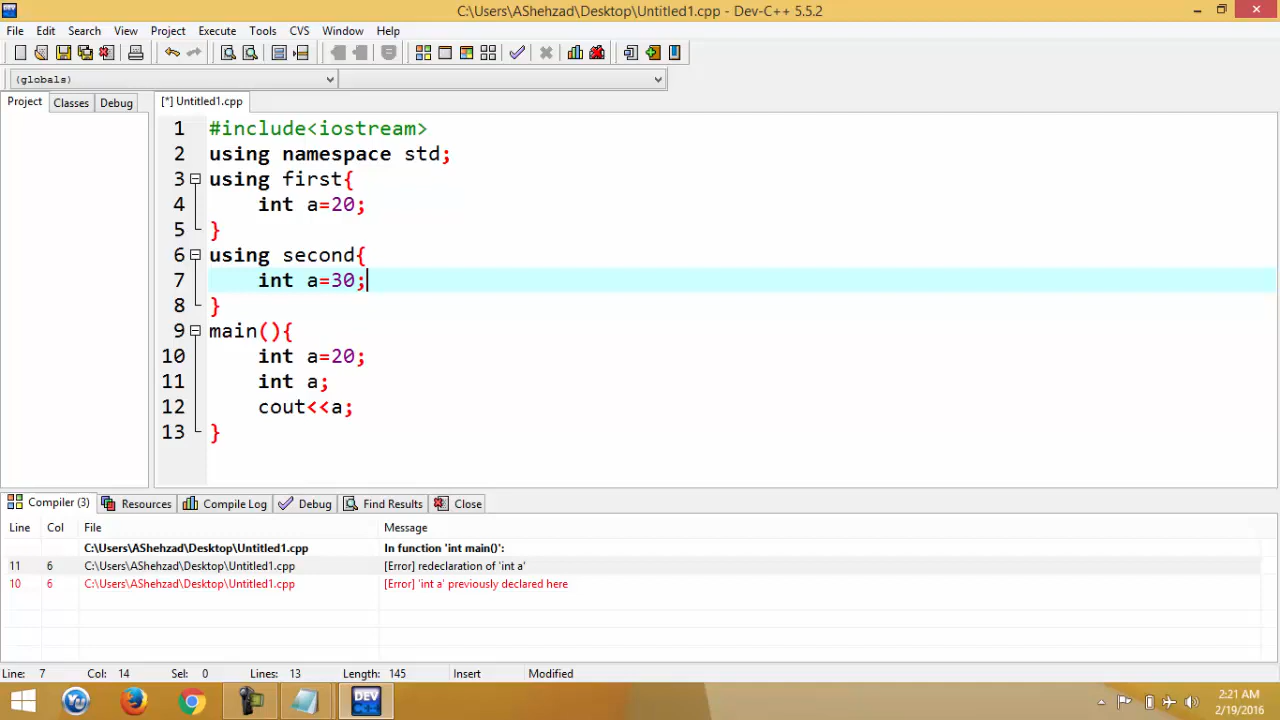 C:\Users\AShehzad\Desktop\Untitled1.cpp - Dev-C++ 5.5.2
File Edit Search View Project Execute Tools CVS Window Help
(globals)
Project Classes Debug [*] Untitled1.cpp
1 #include<iostream>
2 using namespace std;
3 using first{
4 int a=20;
5 }
6 using second{
7 int a=30;
8 }
9 main(){
10 int a=20;
11 int a;
12 cout<<a;
13 }
Compiler (3) Resources Compile Log Debug Find Results Close
Line Col File Message
C:\Users\AShehzad\Desktop\Untitled1.cpp In function 'int main()':
11 6 C:\Users\AShehzad\Desktop\Untitled1.cpp [Error] redeclaration of 'int a'
10 6 C:\Users\AShehzad\Desktop\Untitled1.cpp [Error] 'int a' previously declared here
Line: 7 Col: 14 Sel: 0 Lines: 13 Length: 145 Insert Modified
DEV
2:21 AM
2/19/2016